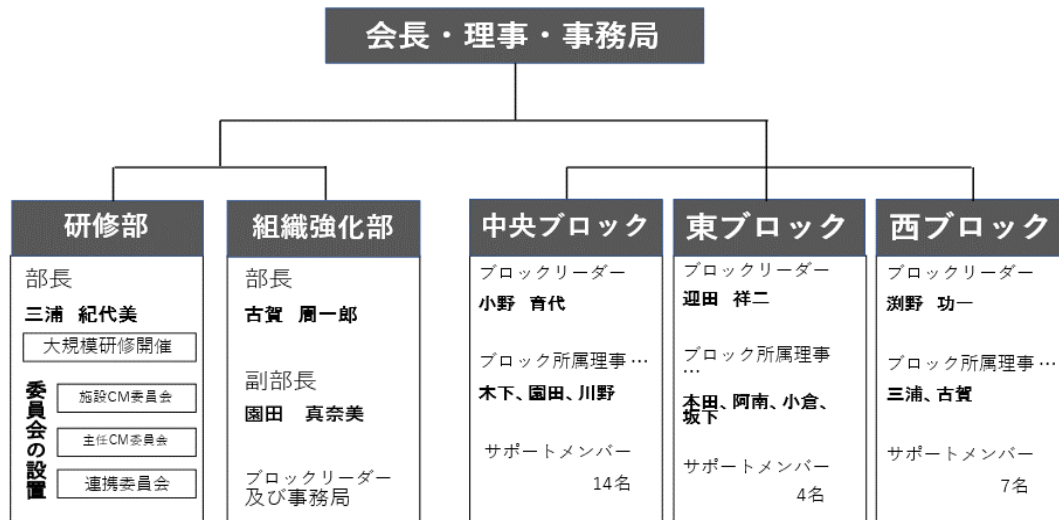 会長・理事・事務局
研修部
部長
三浦 紀代美
大規模研修開催
委員会の設置
施設CM委員会
主任CM委員会
連携委員会
組織強化部
部長
古賀 周一郎
副部長
園田 真奈美
ブロックリーダー
及び事務局
中央ブロック
ブロックリーダー
小野 育代
ブロック所属理事…
木下、園田、川野
サポートメンバー
14名
東ブロック
ブロックリーダー
迎田 祥二
ブロック所属理事
…
本田、阿南、小倉、
坂下
サポートメンバー
4名
西ブロック
ブロックリーダー
渕野 功一
ブロック所属理事…
三浦、古賀
サポートメンバー
7名